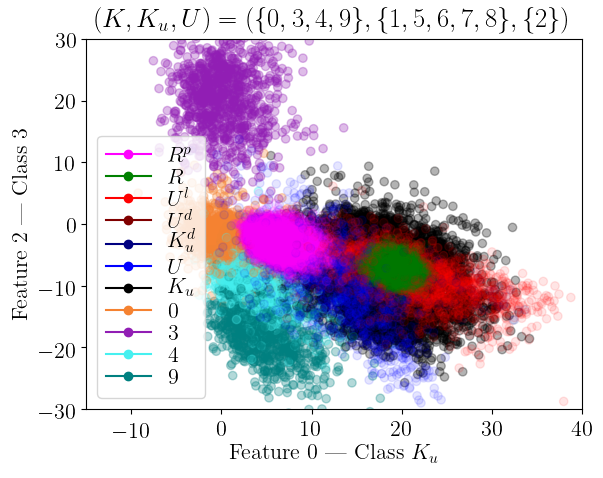 (K, K_u, U) = ({0, 3, 4, 9}, {1, 5, 6, 7, 8}, {2})
30
20
10
0
−10
−20
−30
Feature 2 — Class 3
R^p
R
U^l
U^d
K_u^d
U
K_u
0
3
4
9
−10 0 10 20 30 40
Feature 0 — Class K_u